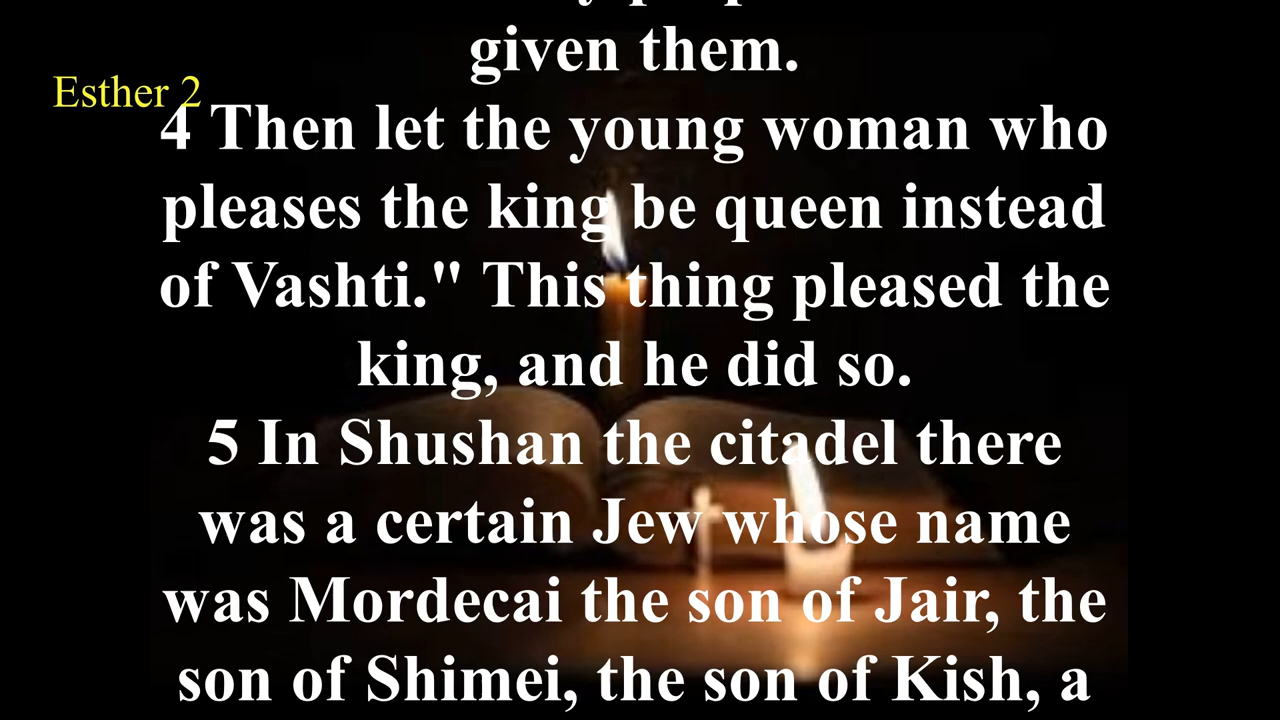 given them.
Esther 2
4 Then let the young woman who
pleases the king be queen instead
of Vashti." This thing pleased the
king, and he did so.
5 In Shushan the citadel there
was a certain Jew whose name
was Mordecai the son of Jair, the
son of Shimei, the son of Kish, a